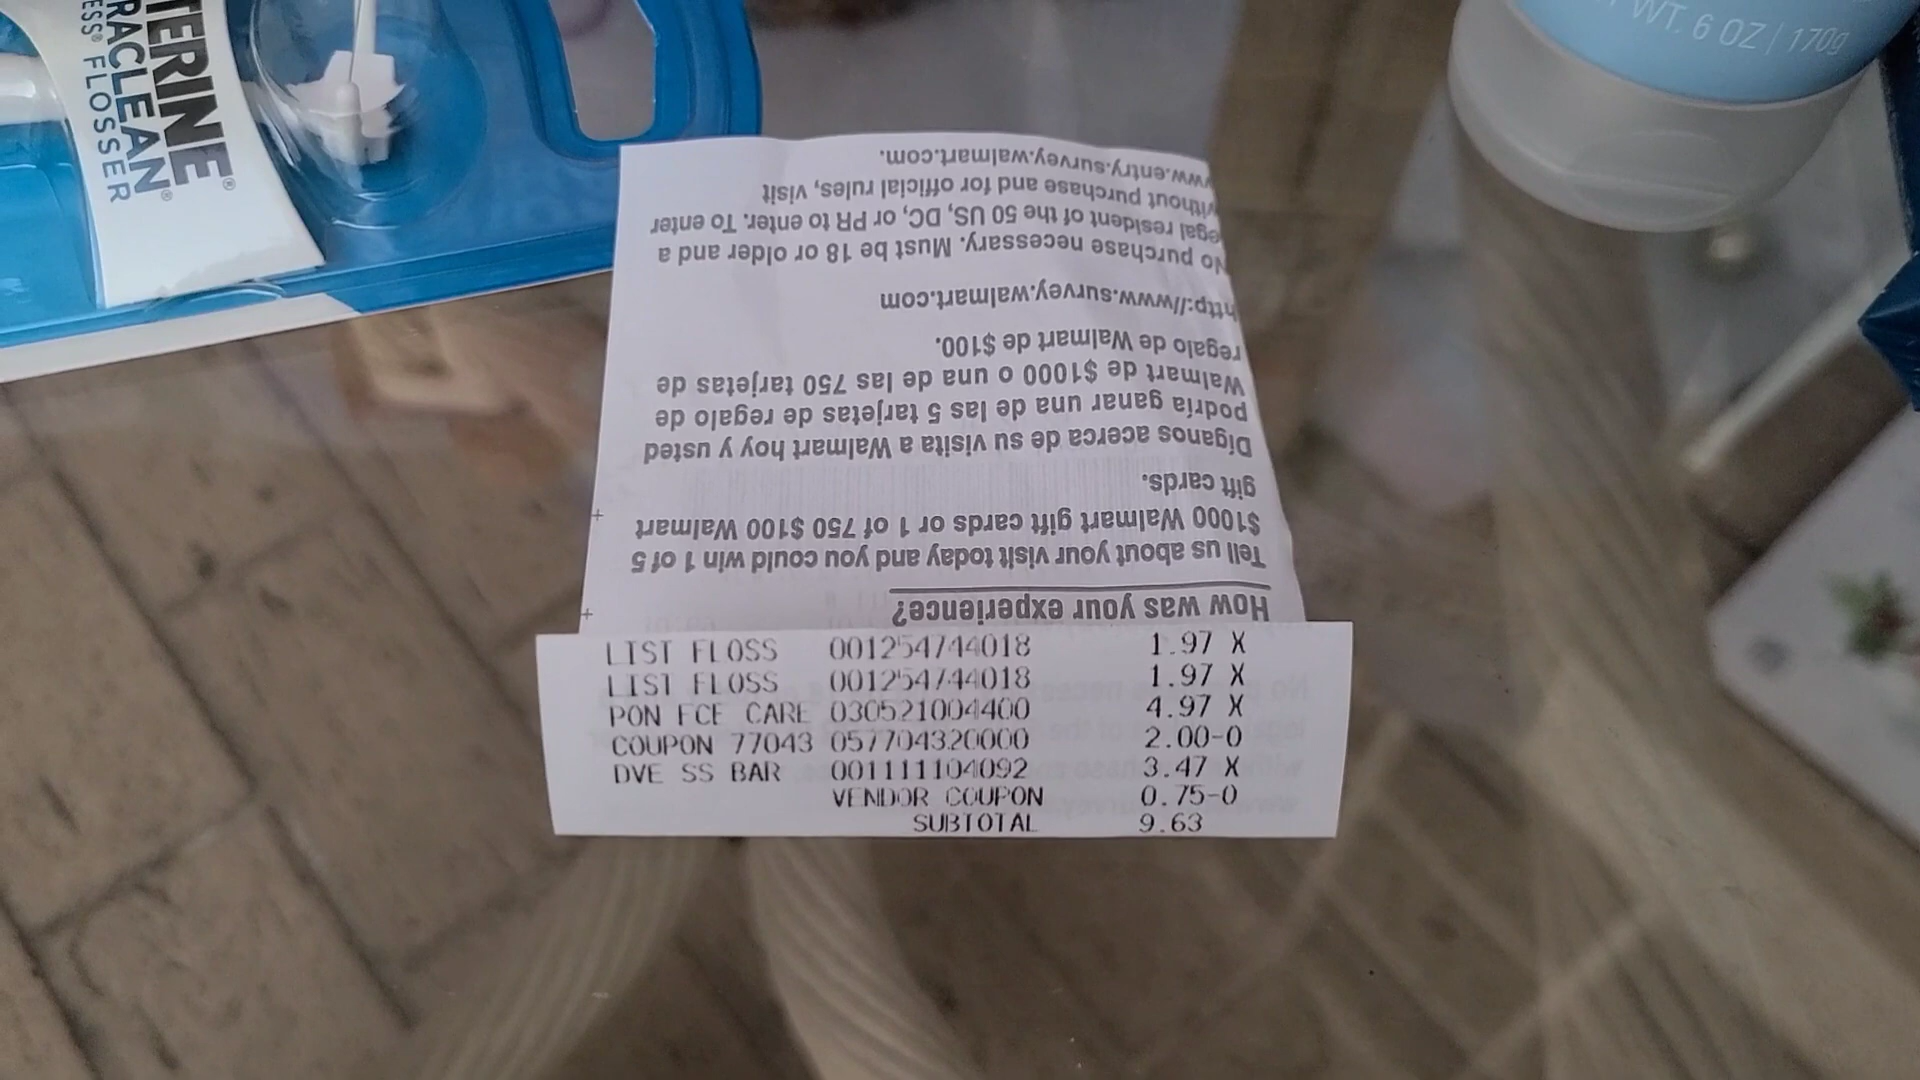 TERINE®
RACLEAN®
ESS® FLOSSER
WT. 6 OZ / 170g
LIST FLOSS 001254744018 1.97 X
LIST FLOSS 001254744018 1.97 X
PON FCE CARE 030521004400 4.97 X
COUPON 77043 057704320000 2.00-O
DVE SS BAR 001111104092 3.47 X
VENDOR COUPON 0.75-O
SUBTOTAL 9.63
How was your experience?
Tell us about your visit today and you could win 1 of 5
$1000 Walmart gift cards or 1 of 750 $100 Walmart
gift cards.
Díganos acerca de su visita a Walmart hoy y usted
podría ganar una de las 5 tarjetas de regalo de
Walmart de $1000 o una de las 750 tarjetas de
regalo de Walmart de $100.
http://www.survey.walmart.com
No purchase necessary. Must be 18 or older and a
egal resident of the 50 US, DC, or PR to enter. To enter
without purchase and for official rules, visit
ww.entry.survey.walmart.com.